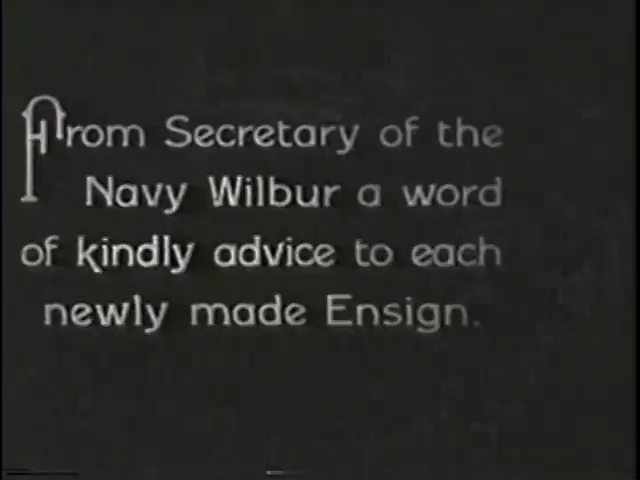 From Secretary of the
Navy Wilbur a word
of kindly advice to each
newly made Ensign.